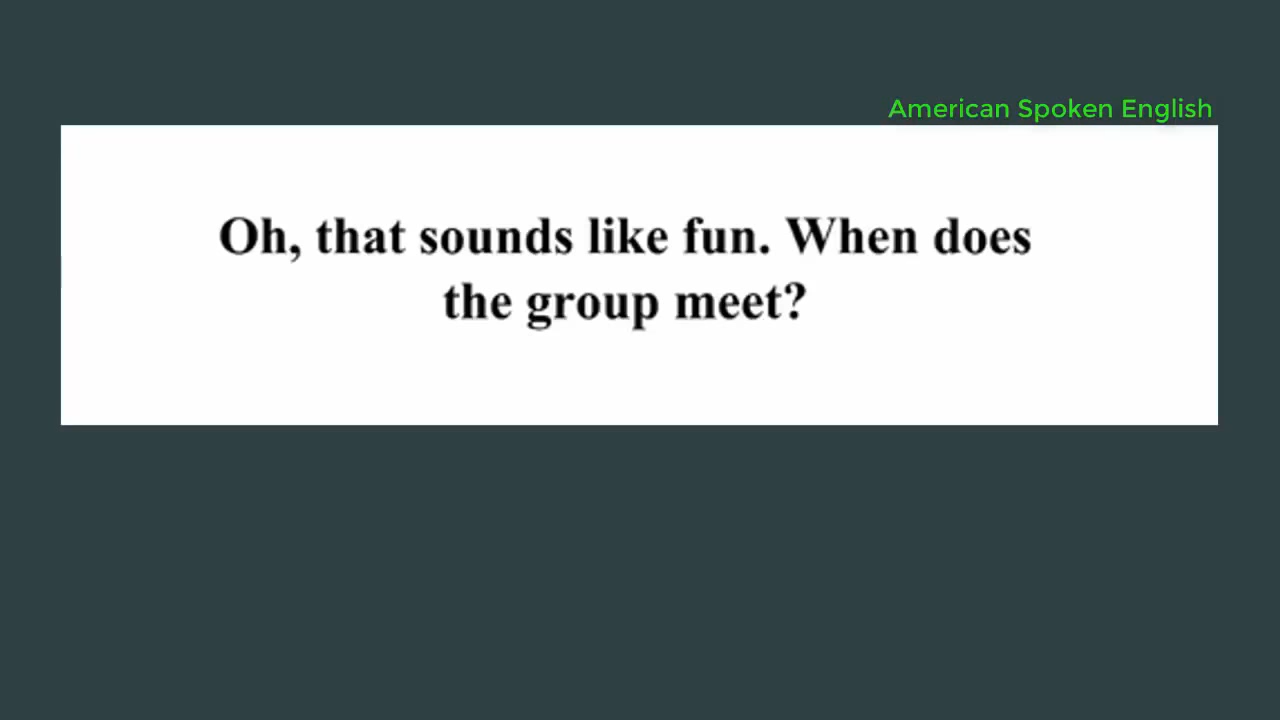 American Spoken English
Oh, that sounds like fun. When does
the group meet?